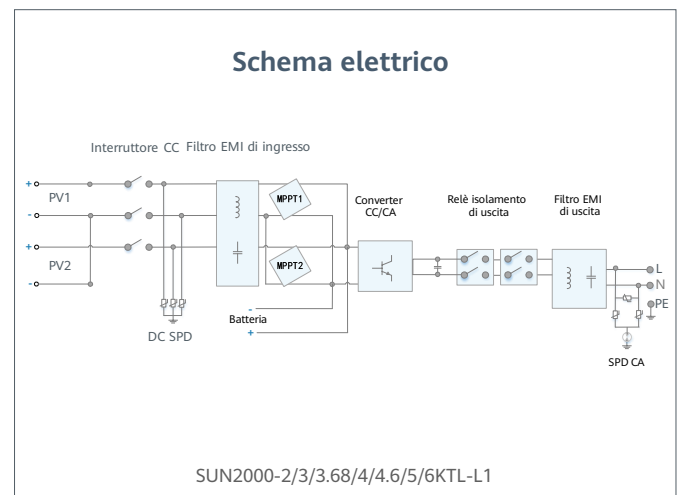 Schema elettrico
Interruttore CC Filtro EMI di ingresso
+
PV1
-
+
PV2
-
MPPT1
MPPT2
Converter
CC/CA
Relè isolamento
di uscita
Filtro EMI
di uscita
L
N
PE
-
Batteria
+
DC SPD
SPD CA
SUN2000-2/3/3.68/4/4.6/5/6KTL-L1